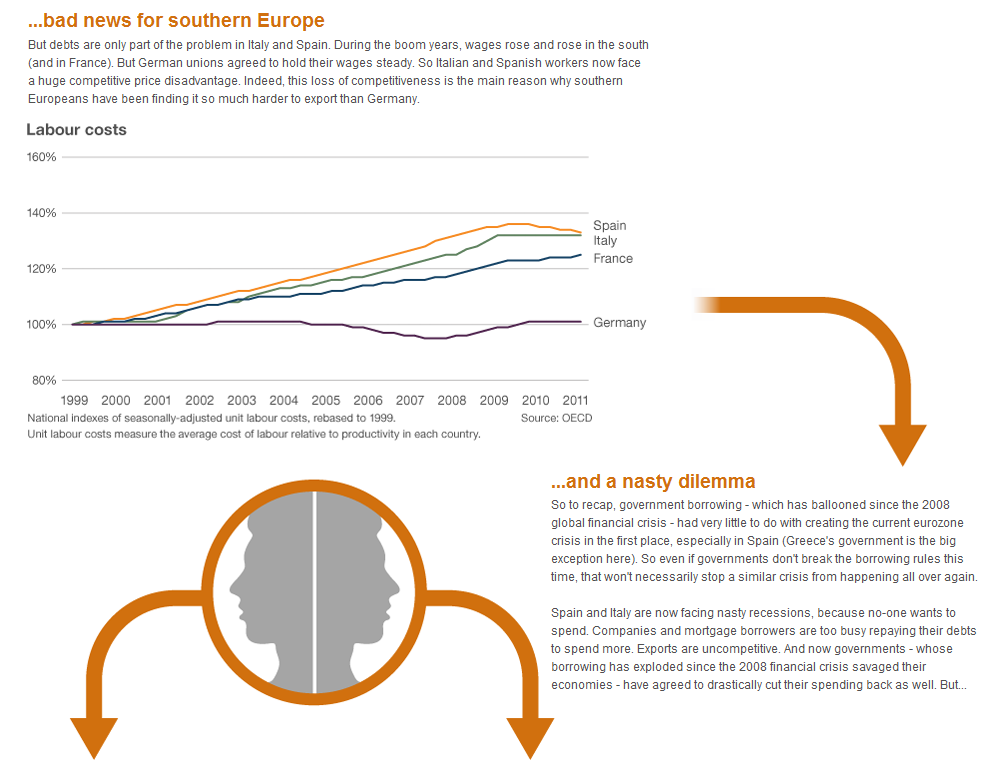 ...bad news for southern Europe
But debts are only part of the problem in Italy and Spain. During the boom years, wages rose and rose in the south
(and in France). But German unions agreed to hold their wages steady. So Italian and Spanish workers now face
a huge competitive price disadvantage. Indeed, this loss of competitiveness is the main reason why southern
Europeans have been finding it so much harder to export than Germany.
Labour costs
160%
140%
120%
100%
80%
Spain
Italy
France
Germany
1999 2000 2001 2002 2003 2004 2005 2006 2007 2008 2009 2010 2011
National indexes of seasonally-adjusted unit labour costs, rebased to 1999. Source: OECD
Unit labour costs measure the average cost of labour relative to productivity in each country.
...and a nasty dilemma
So to recap, government borrowing - which has ballooned since the 2008
global financial crisis - had very little to do with creating the current eurozone
crisis in the first place, especially in Spain (Greece's government is the big
exception here). So even if governments don't break the borrowing rules this
time, that won't necessarily stop a similar crisis from happening all over again.
Spain and Italy are now facing nasty recessions, because no-one wants to
spend. Companies and mortgage borrowers are too busy repaying their debts
to spend more. Exports are uncompetitive. And now governments - whose
borrowing has exploded since the 2008 financial crisis savaged their
economies - have agreed to drastically cut their spending back as well. But...